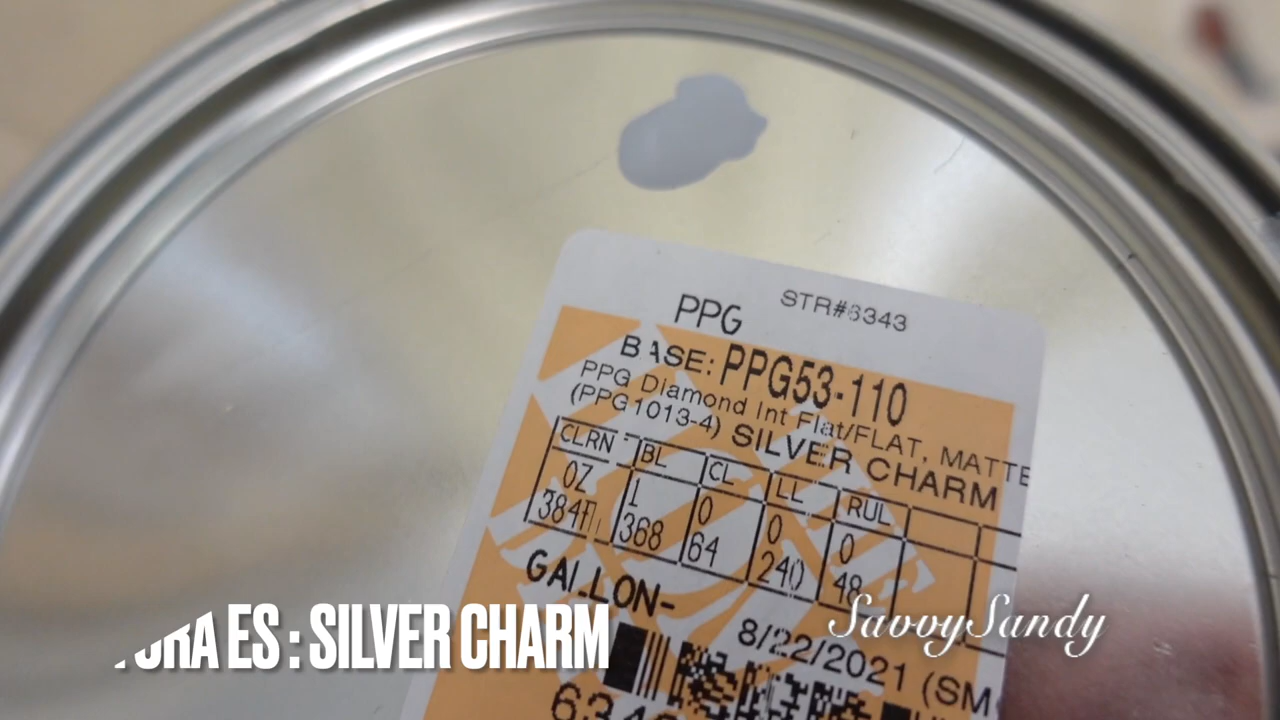 STR#6343
PPG
BASE: PPG53-110
PPG Diamond Int Flat/FLAT, MATTE
(PPG1013-4) SILVER CHARM
CLRN BL CL LL RUL
OZ 1 0 0 0
384TH 368 64 240 48
GALLON-
8/22/2021 (SM
ES : SILVER CHARM
SavvySandy